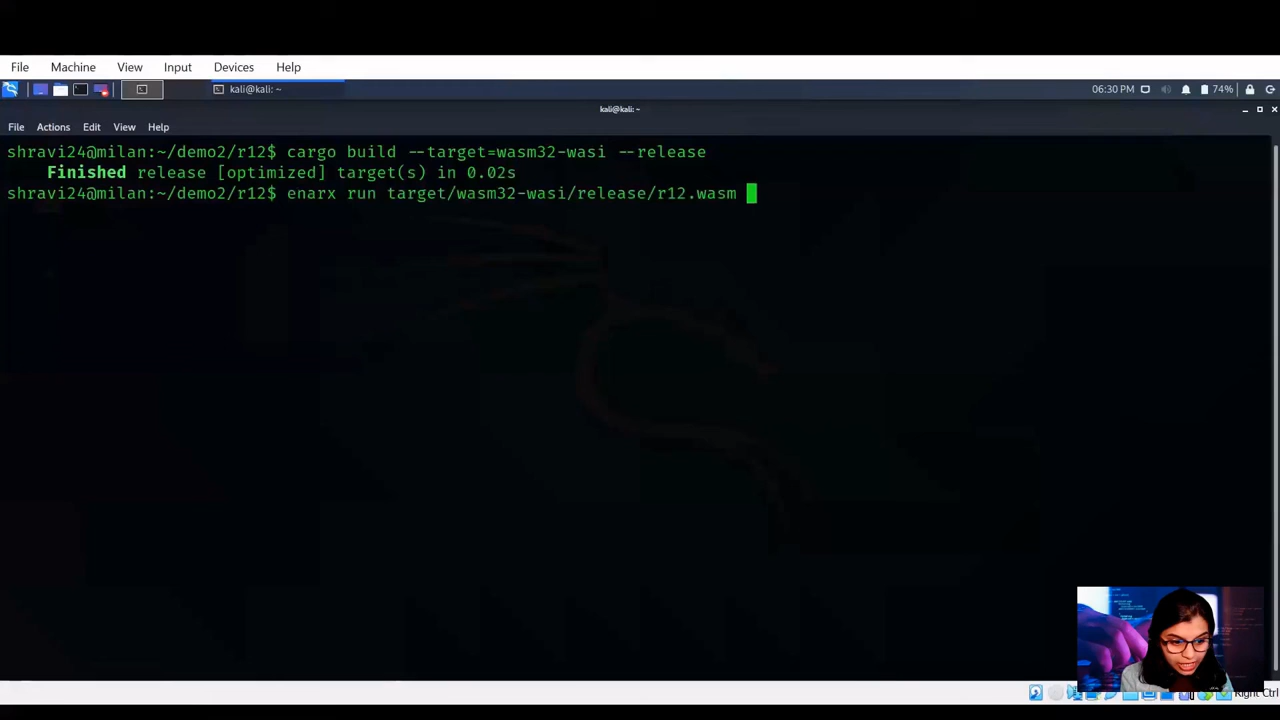 File Machine View Input Devices Help
kali@kali: ~ 06:30 PM 74%
kali@kali: ~
File Actions Edit View Help
shravi24@milan:~/demo2/r12$ cargo build --target=wasm32-wasi --release
Finished release [optimized] target(s) in 0.02s
shravi24@milan:~/demo2/r12$ enarx run target/wasm32-wasi/release/r12.wasm
Right Ctrl